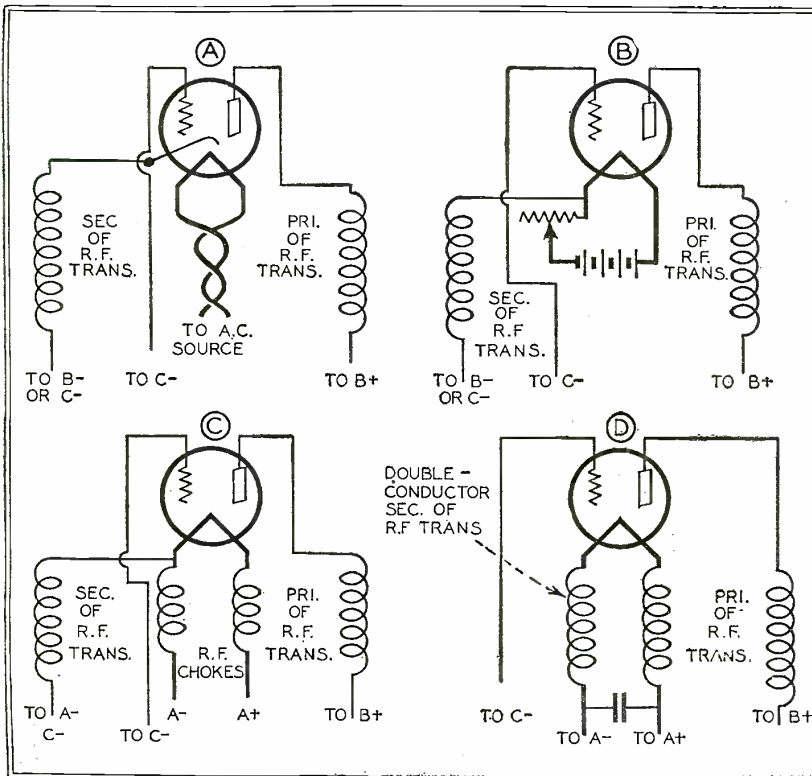 A
SEC
OF
R.F.
TRANS.
PRI.
OF
R.F.
TRANS.
TO A.C.
SOURCE
TO B-
OR C-
TO C-
TO B+
B
SEC.
OF
R.F
TRANS.
PRI.
OF
R.F.
TRANS.
TO B-
OR C-
TO C-
TO B+
C
SEC.
OF
R.F.
TRANS.
R.F.
CHOKES
PRI.
OF
R.F.
TRANS.
TO A-
C-
TO C-
A-
A+
TO B+
D
DOUBLE-
CONDUCTOR
SEC. OF
R.F TRANS
PRI.
OF
R.F.
TRANS.
TO C-
TO A-
TO A+
TO B+